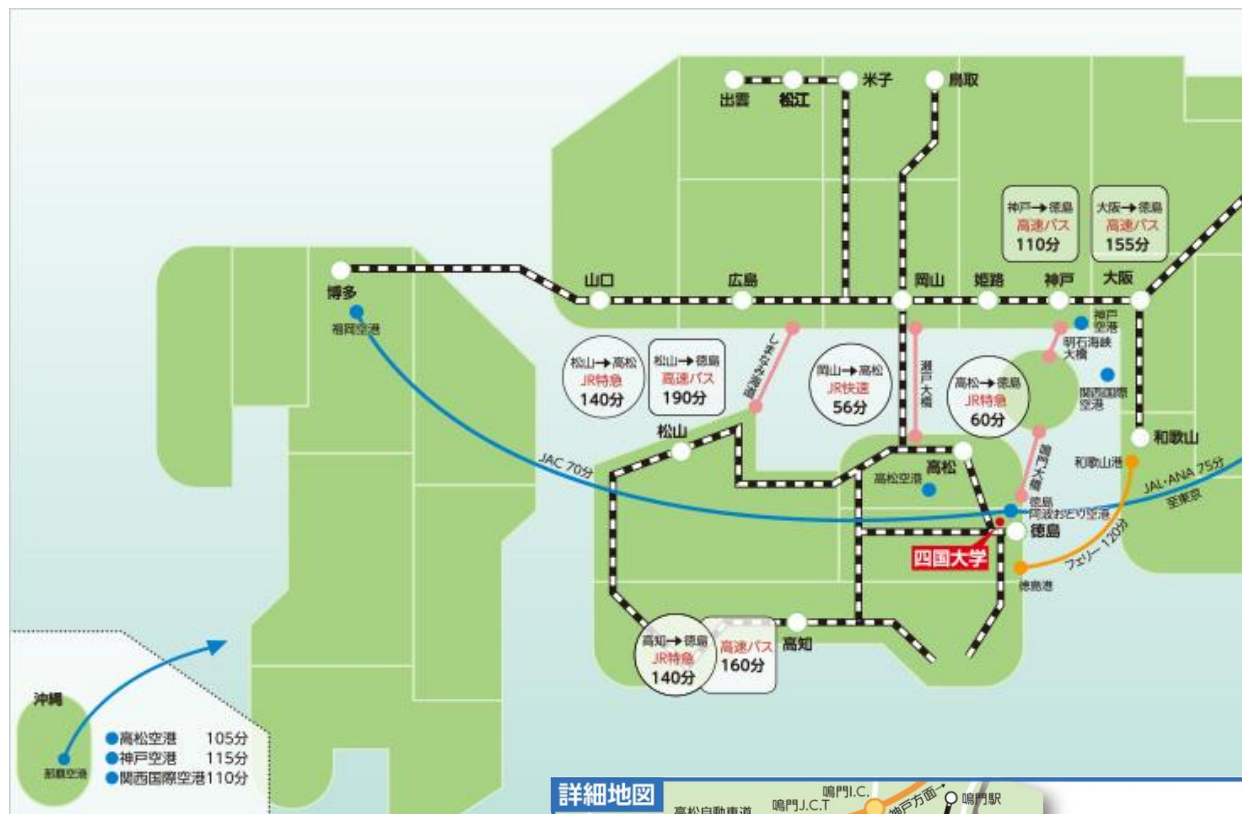 出雲
松江
米子
鳥取
神戸→徳島
高速バス
110分
大阪→徳島
高速バス
155分
博多
福岡空港
山口
広島
岡山
姫路
神戸
大阪
神戸
空港
明石海峡
大橋
関西国際
空港
松山→高松
JR特急
140分
松山→徳島
高速バス
190分
しまなみ海道
岡山→高松
JR快速
56分
瀬戸大橋
高松→徳島
JR特急
60分
松山
高松
高松空港
鳴門大橋
和歌山
和歌山港
JAC 70分
JAL・ANA 75分
至東京
徳島
阿波おどり空港
徳島
四国大学
フェリー 120分
徳島港
高知→徳島
JR特急
140分
高速バス
160分
高知
沖縄
那覇空港
高松空港 105分
神戸空港 115分
関西国際空港110分
詳細地図
高松自動車道
鳴門J.C.T
鳴門I.C.
神戸方面→
鳴門駅